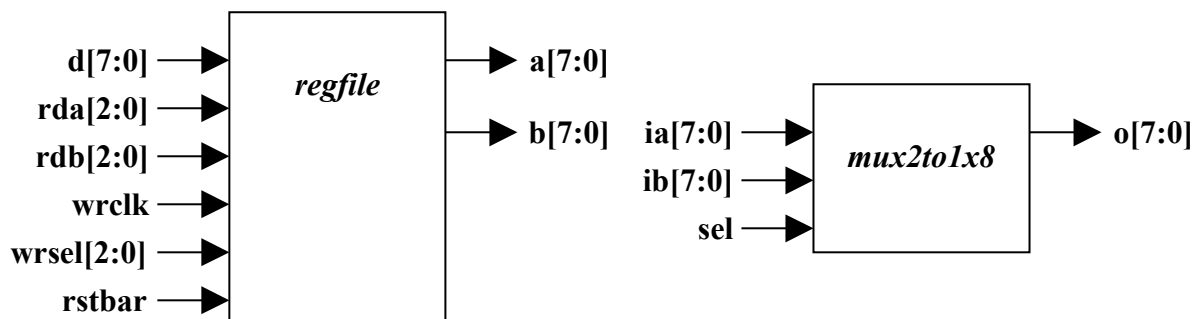 d[7:0]
rda[2:0]
rdb[2:0]
wrclk
wrsel[2:0]
rstbar
regfile
a[7:0]
b[7:0]
ia[7:0]
ib[7:0]
sel
mux2to1x8
o[7:0]